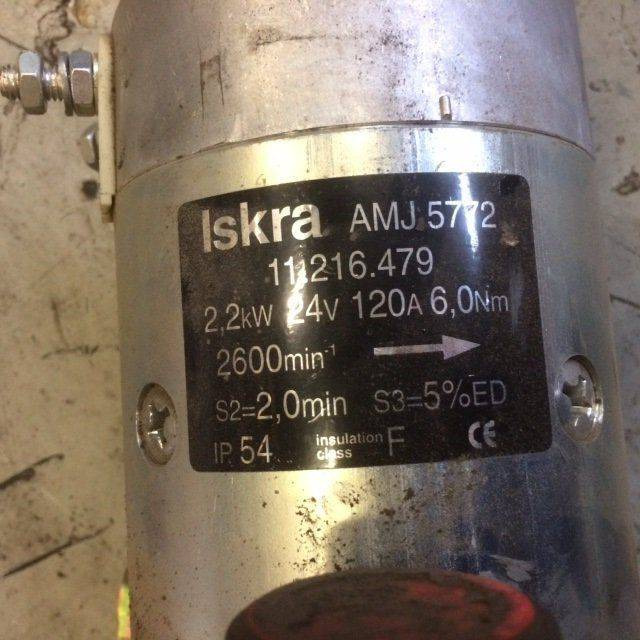 Iskra AMJ 5772
11.216.479
2,2kW 24V 120A 6,0Nm
2600min⁻¹
S2=2,0min S3=5%ED
IP 54 insulation class F CE